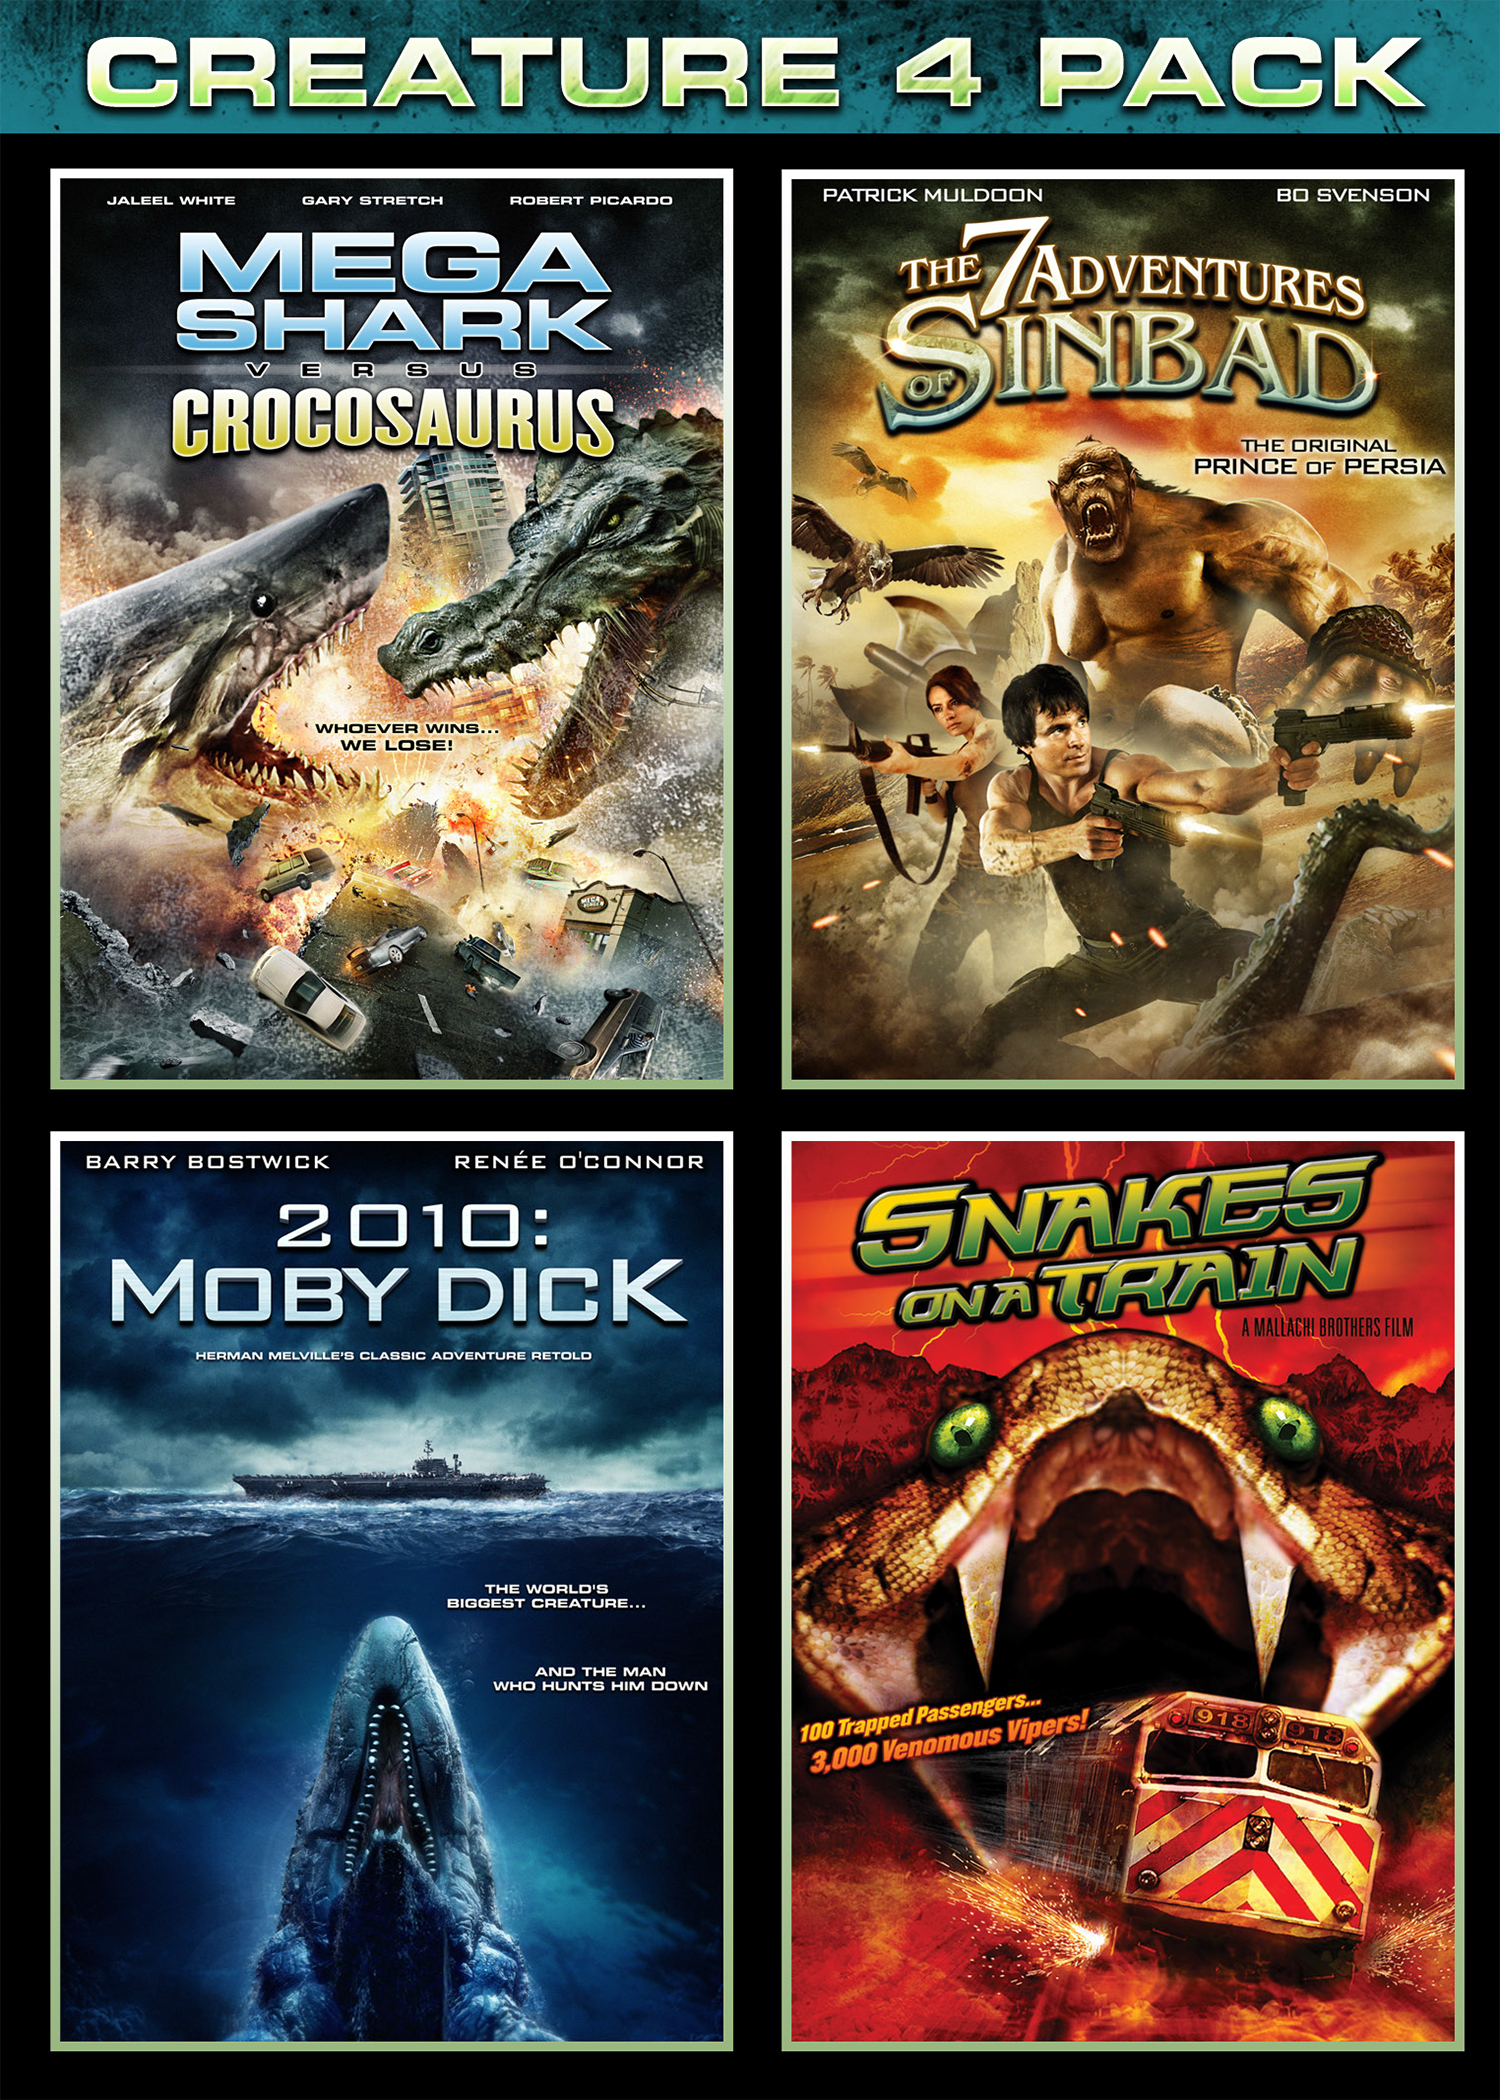 CREATURE 4 PACK
JALEEL WHITE GARY STRETCH ROBERT PICARDO
MEGA
SHARK
VERSUS
CROCOSAURUS
WHOEVER WINS...
WE LOSE!
MEGA
BURGER
PATRICK MULDOON BO SVENSON
THE 7 ADVENTURES
OF SINBAD
THE ORIGINAL
PRINCE OF PERSIA
BARRY BOSTWICK RENÉE O'CONNOR
2010:
MOBY DICK
HERMAN MELVILLE'S CLASSIC ADVENTURE RETOLD
THE WORLD'S
BIGGEST CREATURE...
AND THE MAN
WHO HUNTS HIM DOWN
SNAKES
ON A TRAIN
A MALLACHI BROTHERS FILM
100 Trapped Passengers...
3,000 Venomous Vipers!
918 918